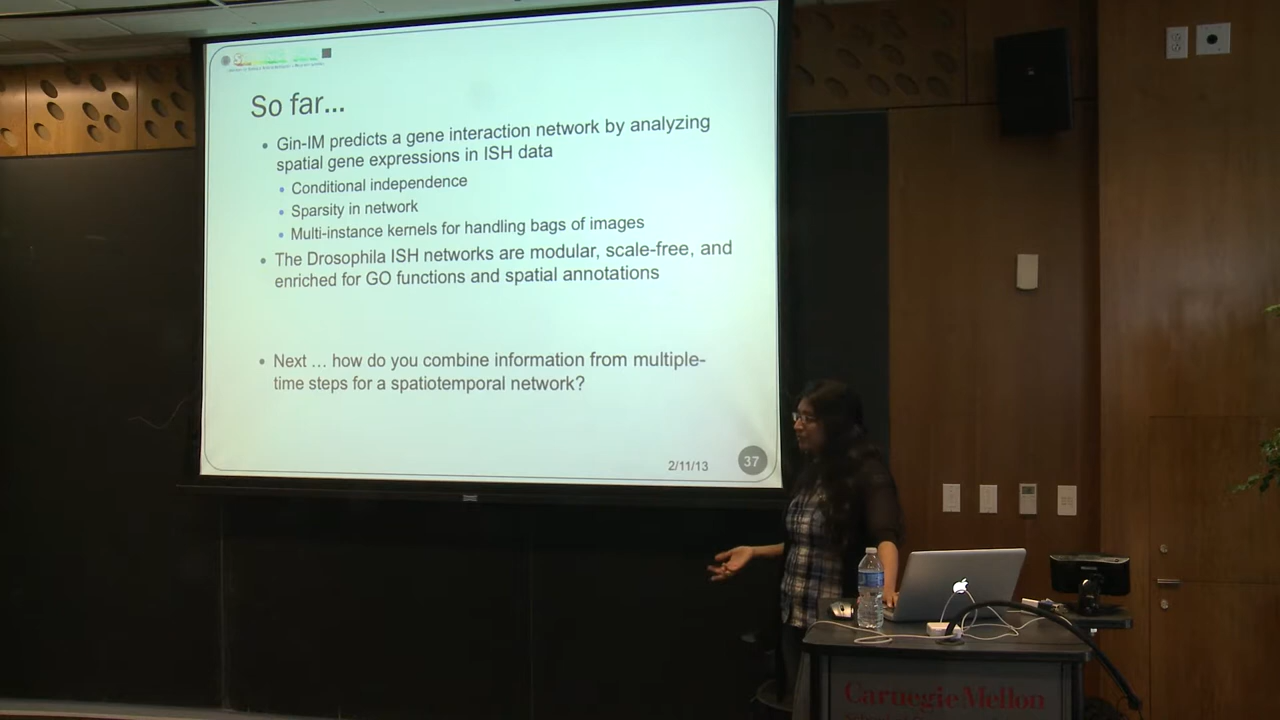 So far...
• Gin-IM predicts a gene interaction network by analyzing
spatial gene expressions in ISH data
• Conditional independence
• Sparsity in network
• Multi-instance kernels for handling bags of images
• The Drosophila ISH networks are modular, scale-free, and
enriched for GO functions and spatial annotations
• Next ... how do you combine information from multiple-
time steps for a spatiotemporal network?
2/11/13
37
Carnegie Mellon